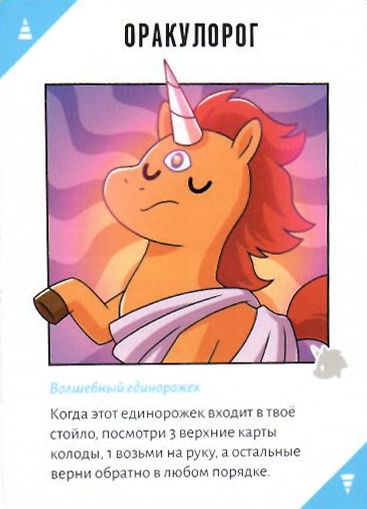 ОРАКУЛОРОГ
Волшебный единорожек
Когда этот единорожек входит в твоё
стойло, посмотри 3 верхние карты
колоды, 1 возьми на руку, а остальные
верни обратно в любом порядке.